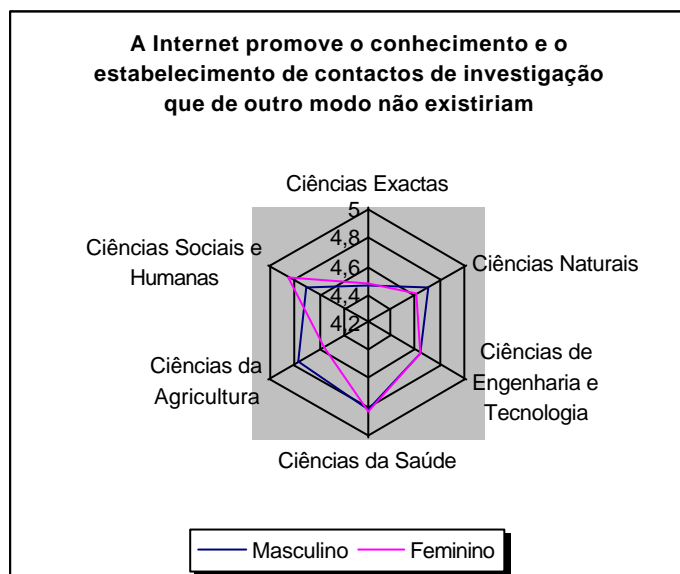 A Internet promove o conhecimento e o
estabelecimento de contactos de investigação
que de outro modo não existiriam
Ciências Exactas
5
4,8
4,6
4,4
4,2
Ciências Naturais
Ciências de
Engenharia e
Tecnologia
Ciências da Saúde
Ciências da
Agricultura
Ciências Sociais e
Humanas
Masculino
Feminino